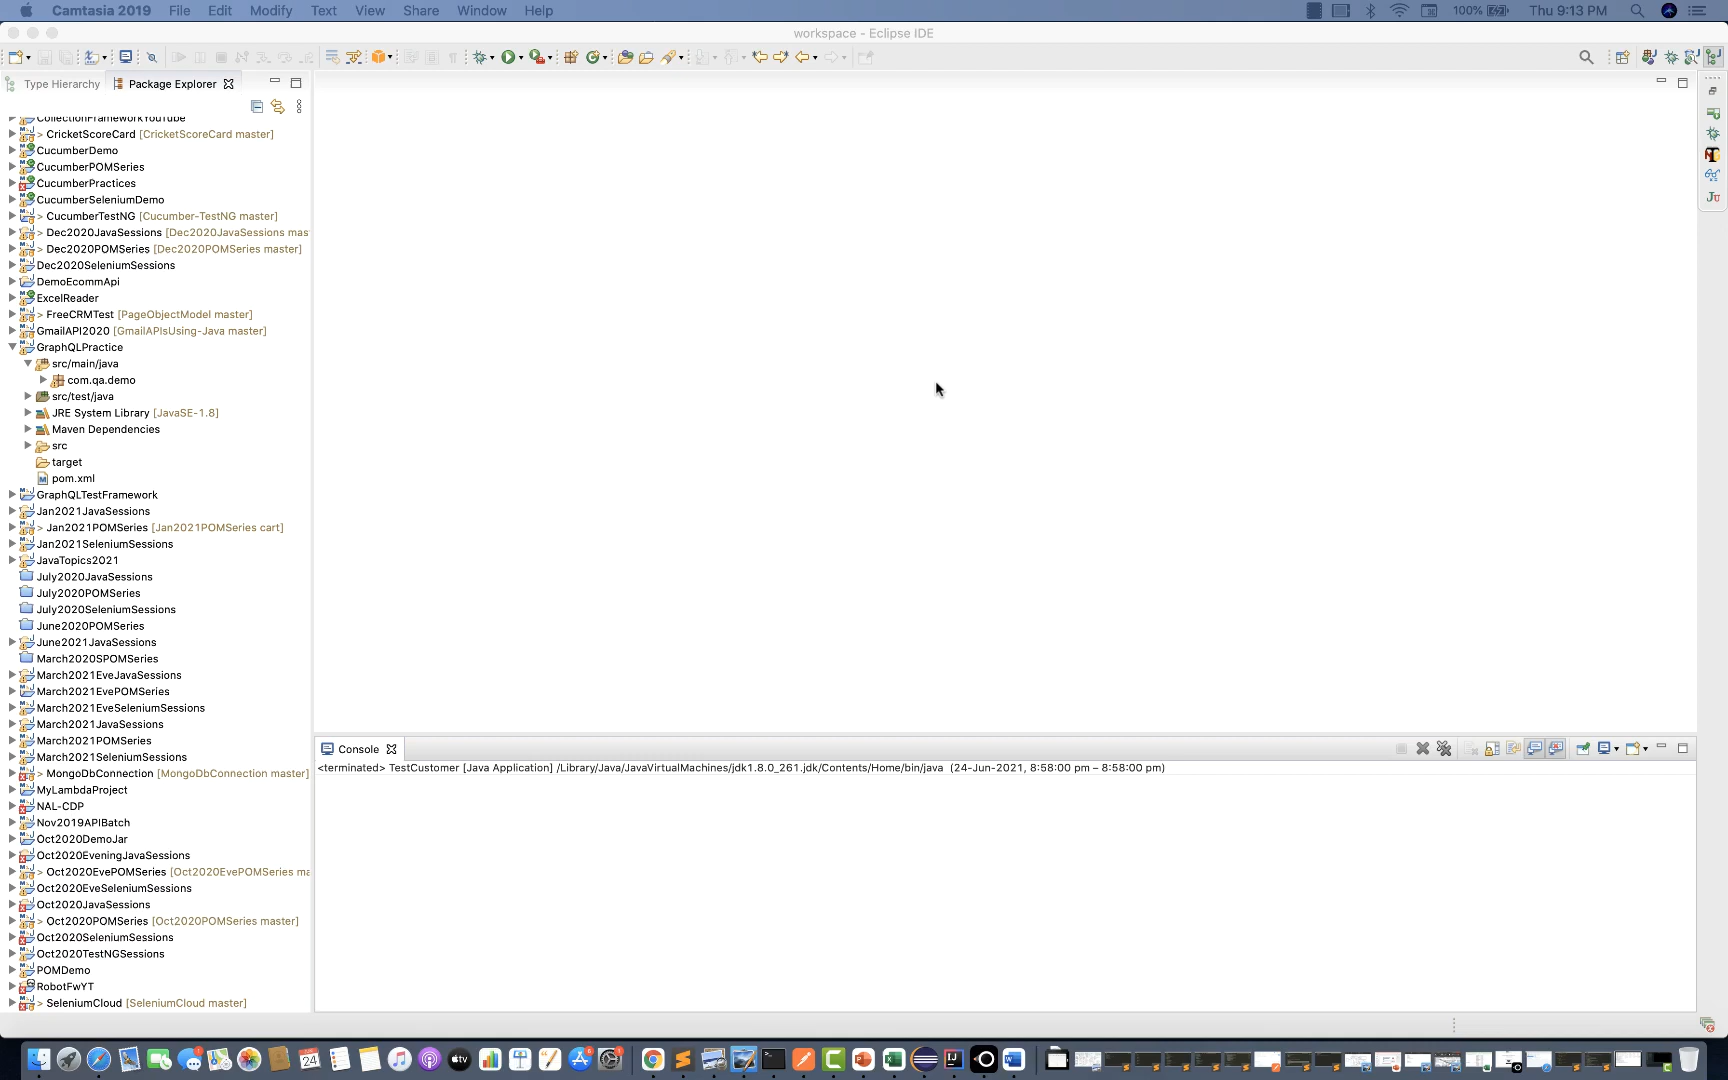 Camtasia 2019 File Edit Modify Text View Share Window Help 100% Thu 9:13 PM
workspace - Eclipse IDE
Type Hierarchy Package Explorer
CollectionFrameworkYouTube
> CricketScoreCard [CricketScoreCard master]
CucumberDemo
CucumberPOMSeries
CucumberPractices
CucumberSeleniumDemo
> CucumberTestNG [Cucumber-TestNG master]
> Dec2020JavaSessions [Dec2020JavaSessions mas
> Dec2020POMSeries [Dec2020POMSeries master]
Dec2020SeleniumSessions
DemoEcommApi
ExcelReader
> FreeCRMTest [PageObjectModel master]
GmailAPI2020 [GmailAPIsUsing-Java master]
GraphQLPractice
src/main/java
com.qa.demo
src/test/java
JRE System Library [JavaSE-1.8]
Maven Dependencies
src
target
pom.xml
GraphQLTestFramework
Jan2021JavaSessions
> Jan2021POMSeries [Jan2021POMSeries cart]
Jan2021SeleniumSessions
JavaTopics2021
July2020JavaSessions
July2020POMSeries
July2020SeleniumSessions
June2020POMSeries
June2021JavaSessions
March2020SPOMSeries
March2021EveJavaSessions
March2021EvePOMSeries
March2021EveSeleniumSessions
March2021JavaSessions
March2021POMSeries
March2021SeleniumSessions
> MongoDbConnection [MongoDbConnection master]
MyLambdaProject
NAL-CDP
Nov2019APIBatch
Oct2020DemoJar
Oct2020EveningJavaSessions
> Oct2020EvePOMSeries [Oct2020EvePOMSeries ma
Oct2020EveSeleniumSessions
Oct2020JavaSessions
> Oct2020POMSeries [Oct2020POMSeries master]
Oct2020SeleniumSessions
Oct2020TestNGSessions
POMDemo
RobotFwYT
> SeleniumCloud [SeleniumCloud master]
Console
<terminated> TestCustomer [Java Application] /Library/Java/JavaVirtualMachines/jdk1.8.0_261.jdk/Contents/Home/bin/java (24-Jun-2021, 8:58:00 pm – 8:58:00 pm)